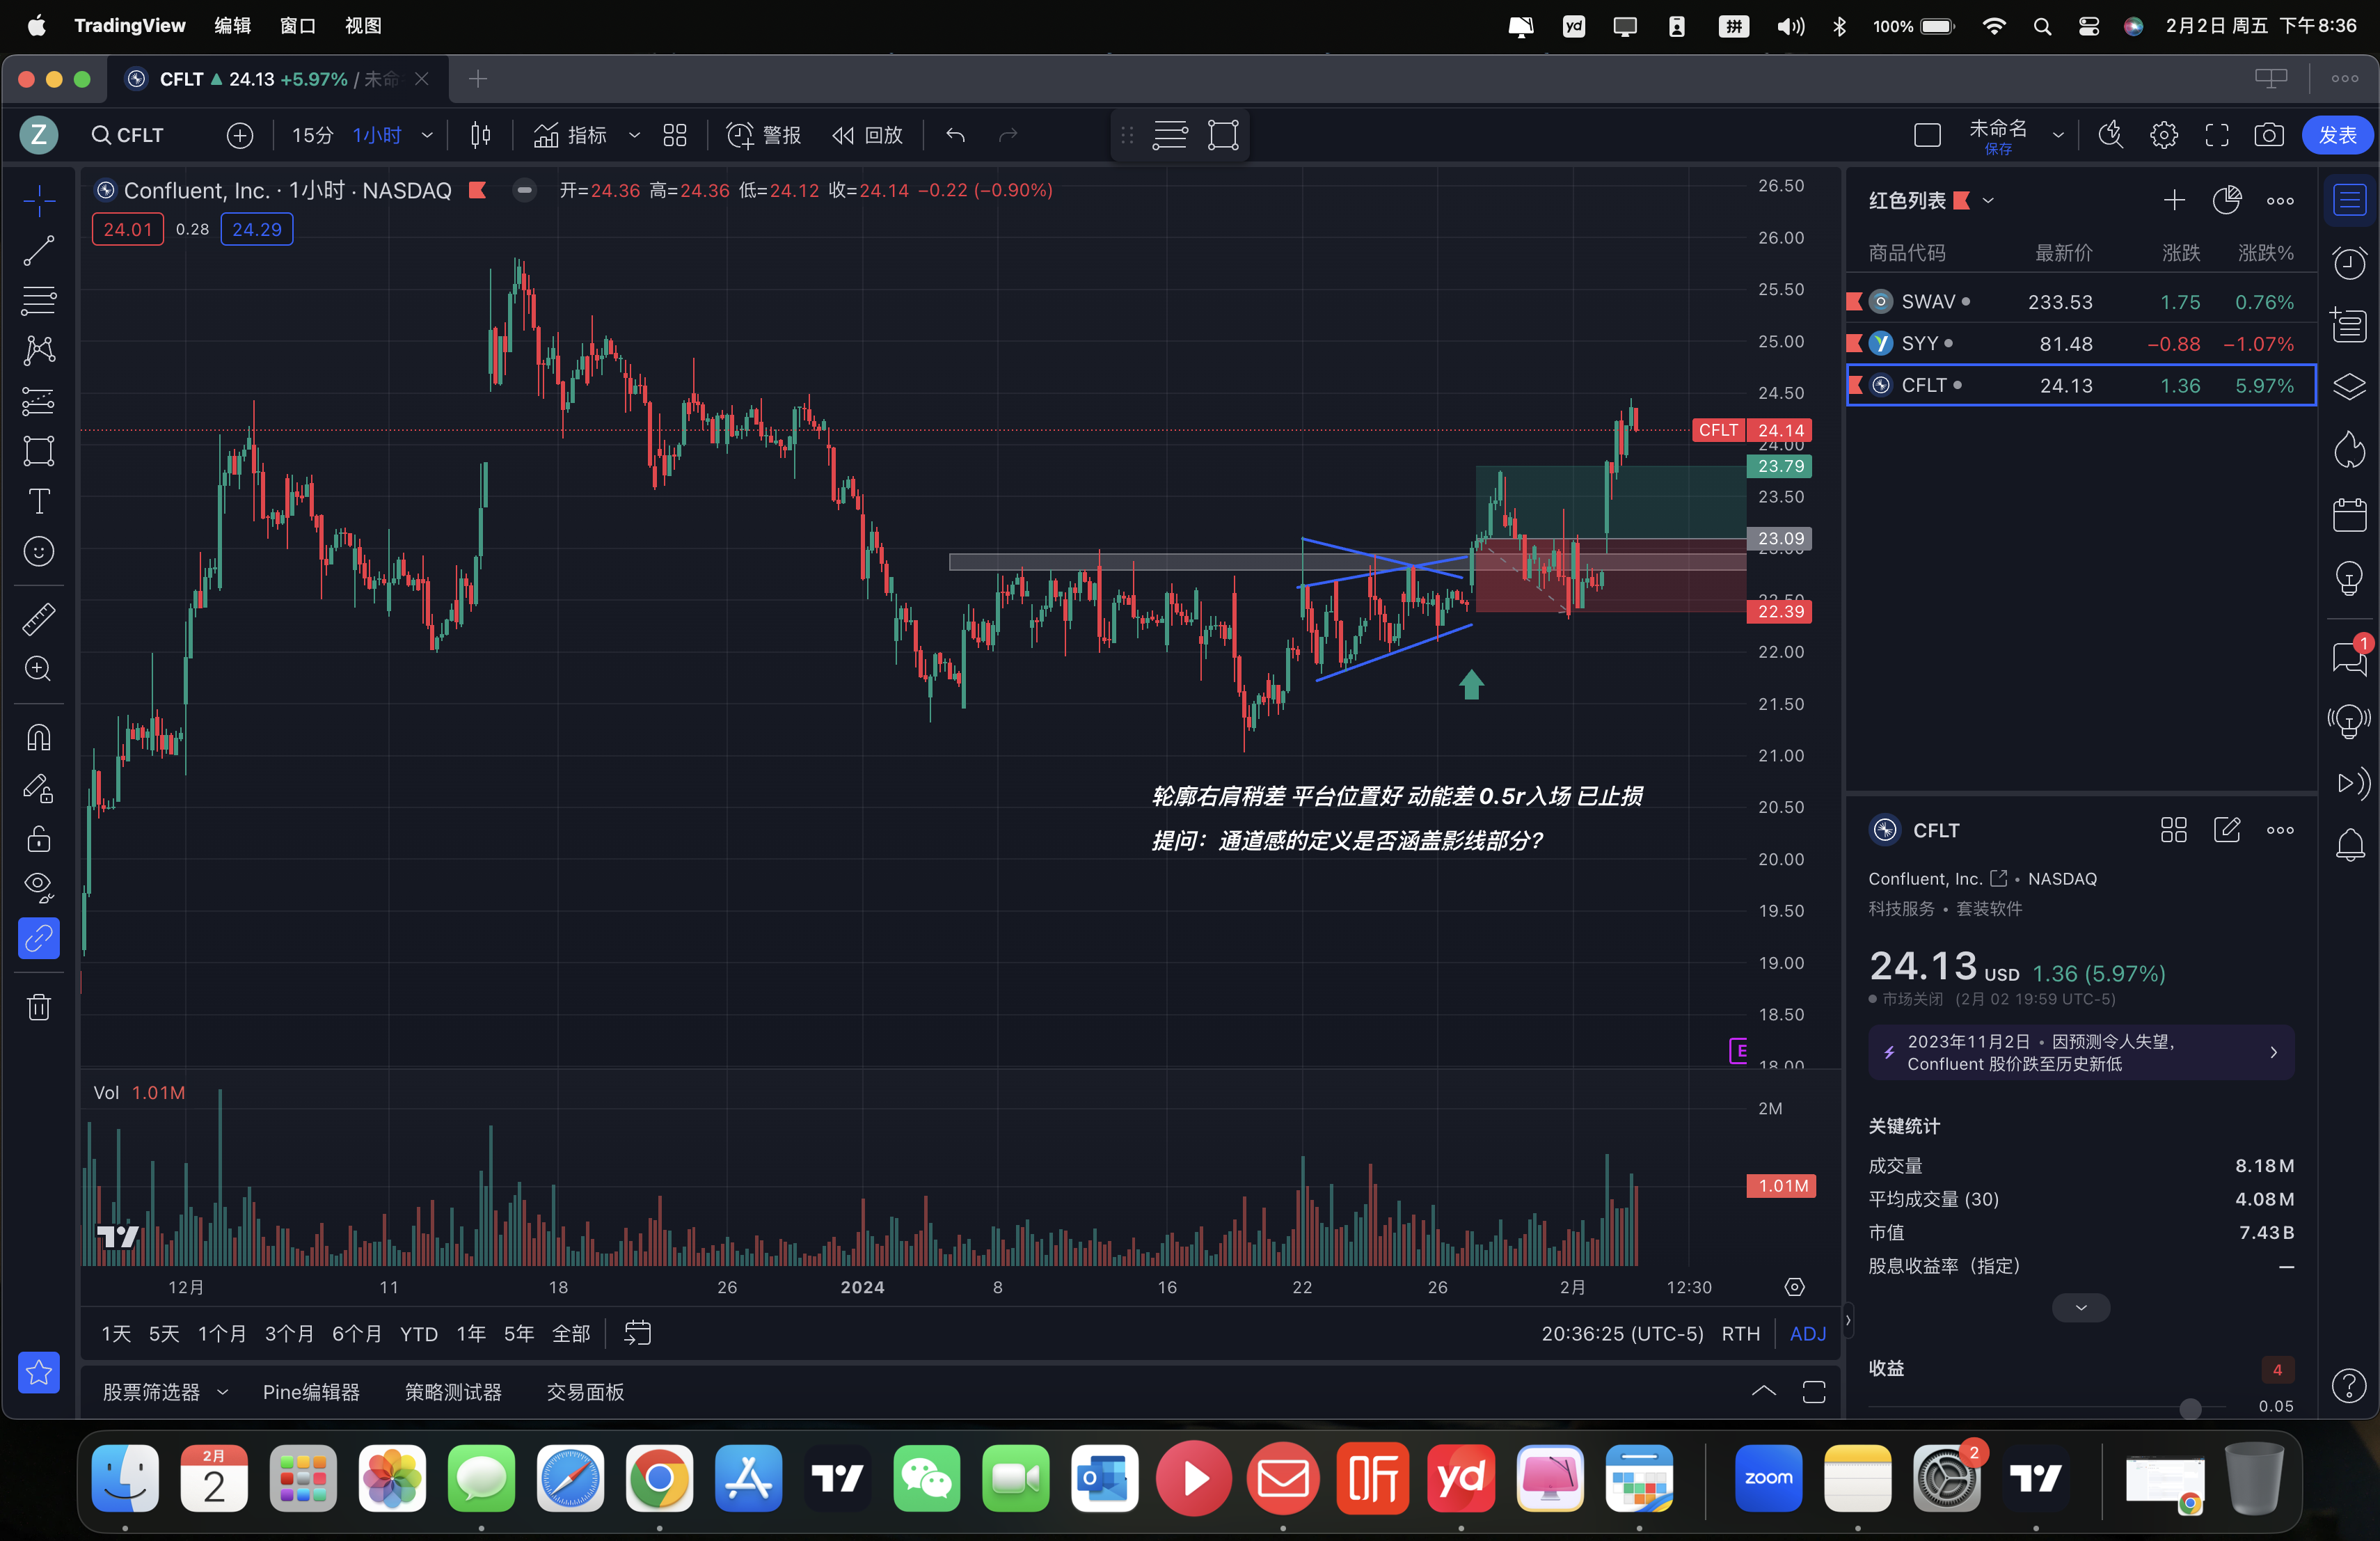 TradingView 编辑 窗口 视图
yd 拼 100% 2月2日 周五 下午8:36
CFLT ▲ 24.13 +5.97% / 未命
Z CFLT 15分 1小时 指标 警报 回放 未命名 发表
保存
Confluent, Inc. · 1小时 · NASDAQ 开=24.36 高=24.36 低=24.12 收=24.14 −0.22 (−0.90%)
24.01 0.28 24.29
26.50
26.00
25.50
25.00
24.50
CFLT 24.14
24.00
23.79
23.50
23.09
23.00
22.50
22.39
22.00
21.50
21.00
20.50
20.00
19.50
19.00
18.50
18.00
轮廓右肩稍差 平台位置好 动能差 0.5r入场 已止损
提问：通道感的定义是否涵盖影线部分？
E
Vol 1.01M
2M
1.01M
12月 11 18 26 2024 8 16 22 26 2月 12:30
1天 5天 1个月 3个月 6个月 YTD 1年 5年 全部 20:36:25 (UTC-5) RTH ADJ
股票筛选器 Pine编辑器 策略测试器 交易面板
红色列表
商品代码 最新价 涨跌 涨跌%
SWAV 233.53 1.75 0.76%
SYY 81.48 −0.88 −1.07%
CFLT 24.13 1.36 5.97%
1
CFLT
Confluent, Inc. • NASDAQ
科技服务 • 套装软件
24.13 USD 1.36 (5.97%)
市场关闭 (2月 02 19:59 UTC-5)
2023年11月2日 • 因预测令人失望，
Confluent 股价跌至历史新低
关键统计
成交量 8.18M
平均成交量 (30) 4.08M
市值 7.43B
股息收益率（指定） —
收益 4
0.05
2月
2
听 yd zoom 2